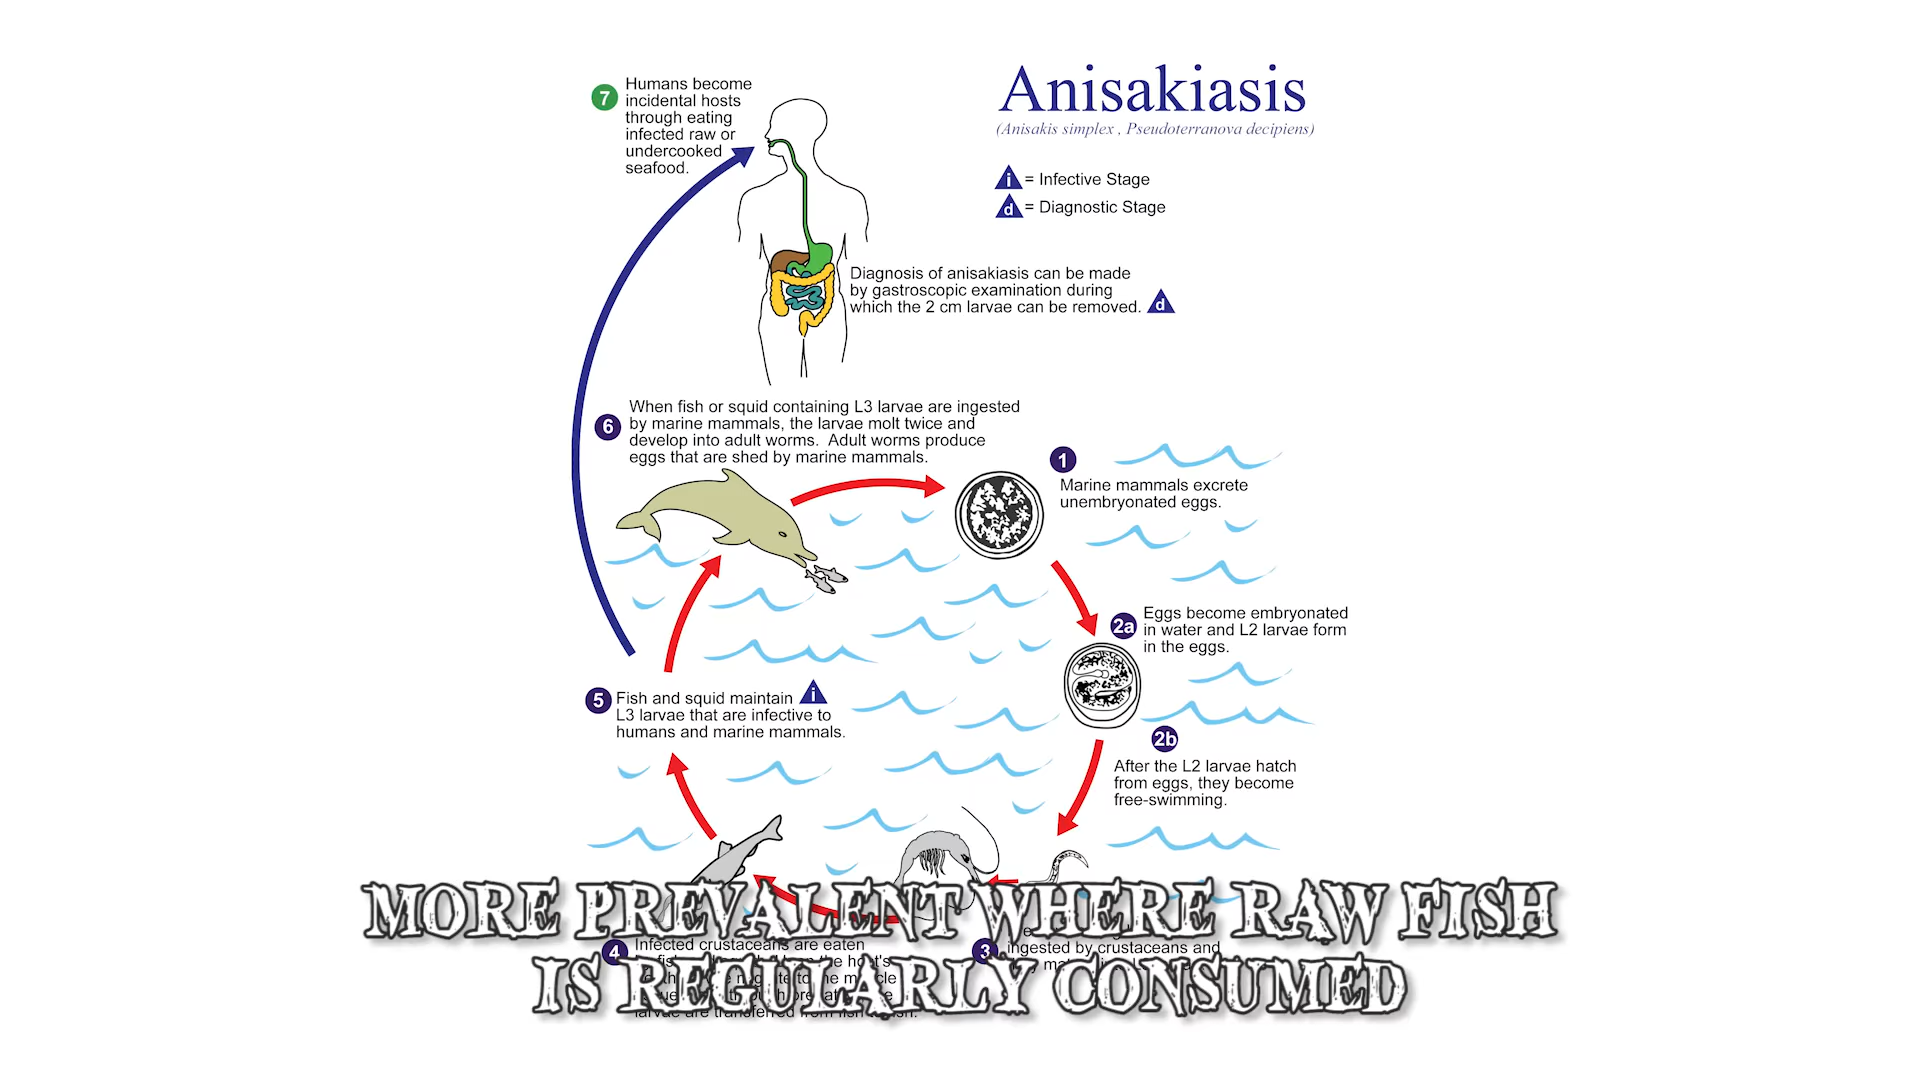 Anisakiasis
(Anisakis simplex , Pseudoterranova decipiens)
i = Infective Stage
d = Diagnostic Stage
7
Humans become
incidental hosts
through eating
infected raw or
undercooked
seafood.
Diagnosis of anisakiasis can be made
by gastroscopic examination during
which the 2 cm larvae can be removed. d
6
When fish or squid containing L3 larvae are ingested
by marine mammals, the larvae molt twice and
develop into adult worms. Adult worms produce
eggs that are shed by marine mammals.
1
Marine mammals excrete
unembryonated eggs.
2a
Eggs become embryonated
in water and L2 larvae form
in the eggs.
2b
After the L2 larvae hatch
from eggs, they become
free-swimming.
5
Fish and squid maintain i
L3 larvae that are infective to
humans and marine mammals.
4
Infected crustaceans are eaten
the host's
larvae are transferred from fish
3
ingested by crustaceans and
MORE PREVALENT WHERE RAW FISH
IS REGULARLY CONSUMED